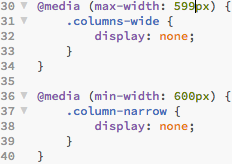 30 @media (max-width: 599px) {
31     .columns-wide {
32         display: none;
33     }
34 }
35
36 @media (min-width: 600px) {
37     .column-narrow {
38         display: none;
39     }
40 }